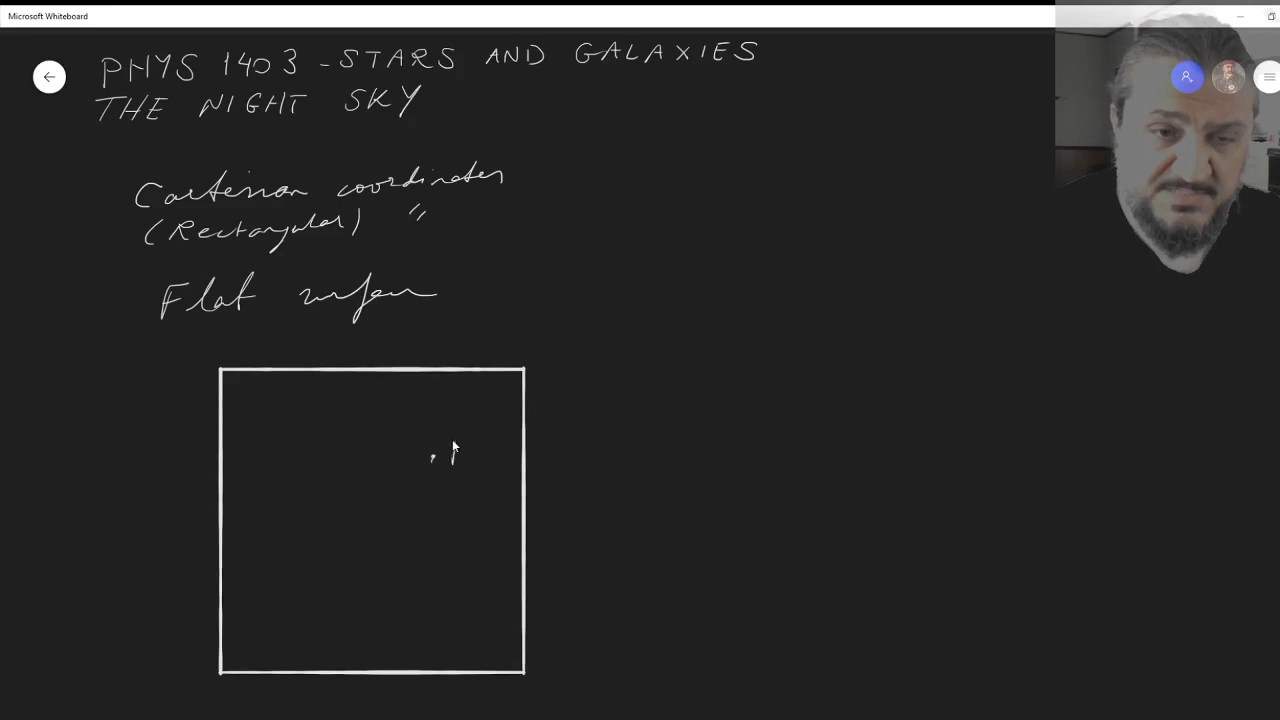 Microsoft Whiteboard
PHYS 1403 - STARS AND GALAXIES
THE NIGHT SKY
Cartesian coordinates
(Rectangular) "
Flat surface